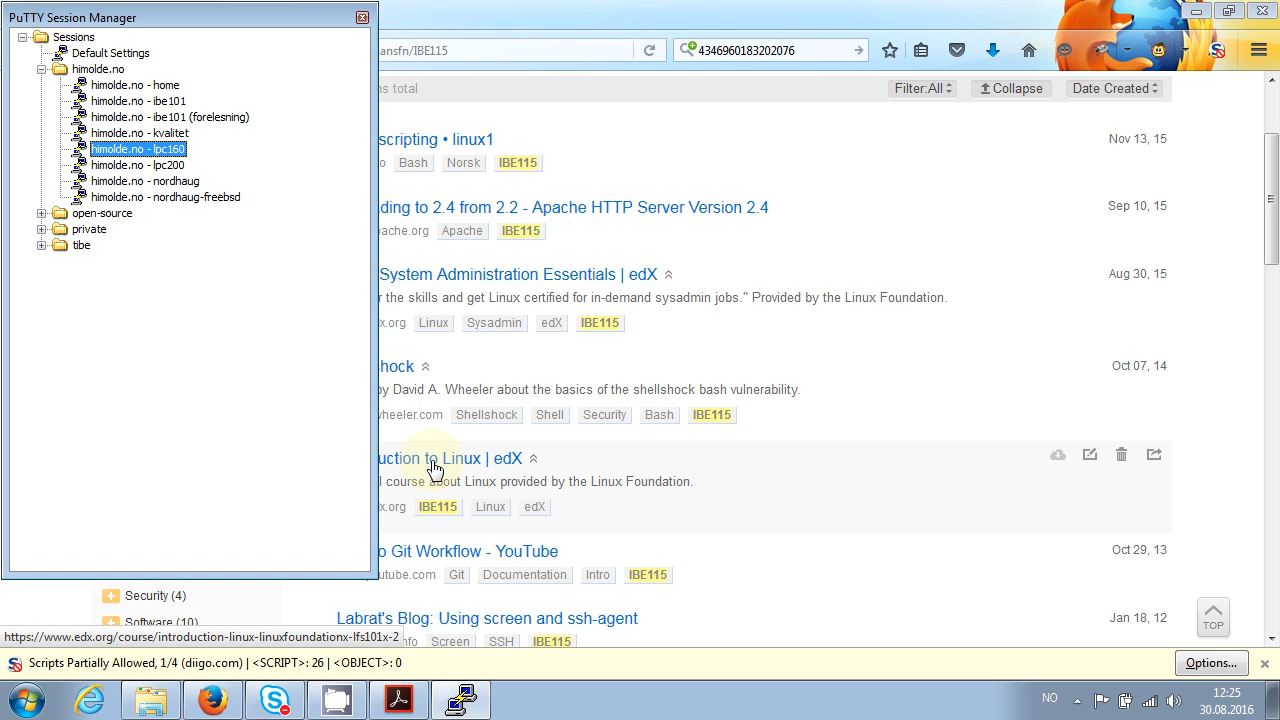 PuTTY Session Manager
Sessions
Default Settings
himolde.no
himolde.no - home
himolde.no - ibe101
himolde.no - ibe101 (forelesning)
himolde.no - kvalitet
himolde.no - lpc160
himolde.no - lpc200
himolde.no - nordhaug
himolde.no - nordhaug-freebsd
open-source
private
tibe
ansfn/IBE115
4346960183202076
ns total
Filter:All
Collapse
Date Created
scripting • linux1
Nov 13, 15
o Bash Norsk IBE115
ding to 2.4 from 2.2 - Apache HTTP Server Version 2.4
Sep 10, 15
pache.org Apache IBE115
System Administration Essentials | edX
Aug 30, 15
r the skills and get Linux certified for in-demand sysadmin jobs." Provided by the Linux Foundation.
x.org Linux Sysadmin edX IBE115
hock
Oct 07, 14
by David A. Wheeler about the basics of the shellshock bash vulnerability.
wheeler.com Shellshock Shell Security Bash IBE115
uction to Linux | edX
l course about Linux provided by the Linux Foundation.
x.org IBE115 Linux edX
o Git Workflow - YouTube
Oct 29, 13
utube.com Git Documentation Intro IBE115
Security (4)
Software (10)
Labrat's Blog: Using screen and ssh-agent
Jan 18, 12
nfo Screen SSH IBE115
TOP
https://www.edx.org/course/introduction-linux-linuxfoundationx-lfs101x-2
Scripts Partially Allowed, 1/4 (diigo.com) | <SCRIPT>: 26 | <OBJECT>: 0
Options...
NO
12:25
30.08.2016